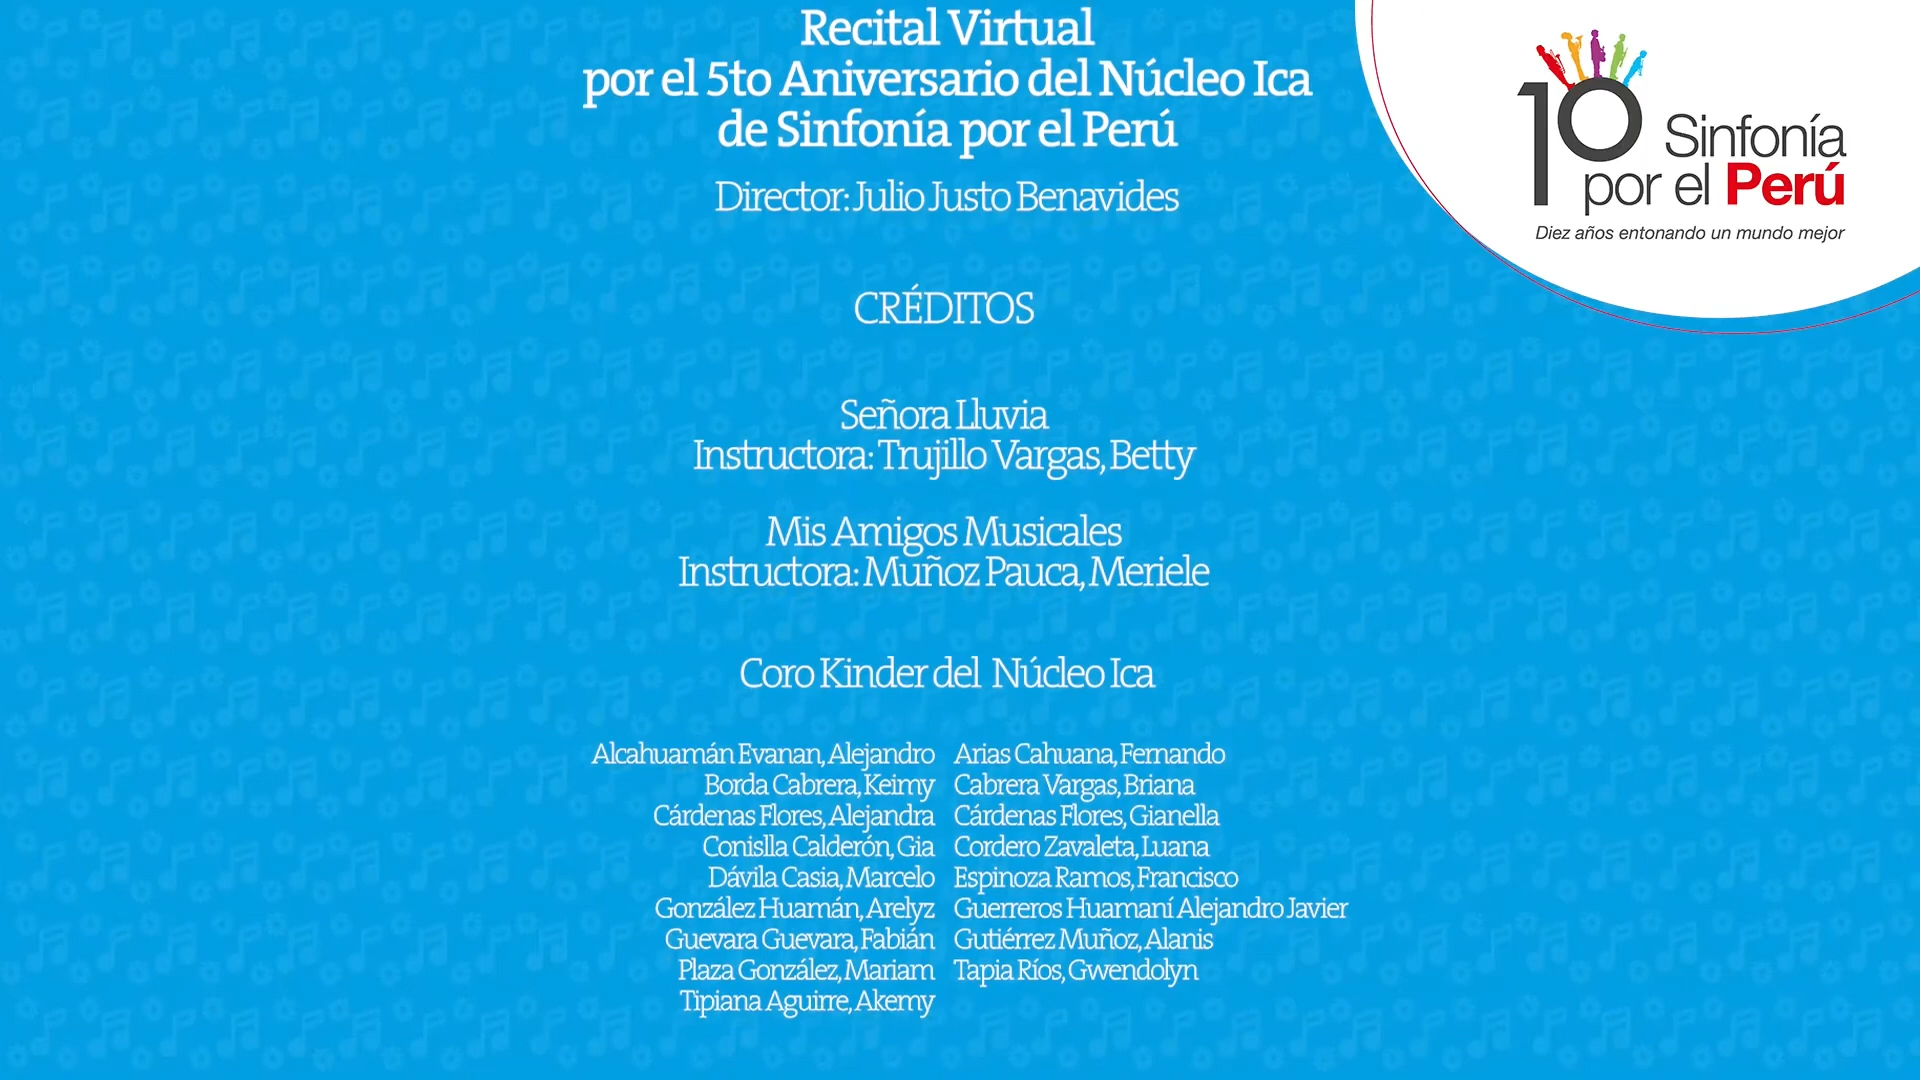 Recital Virtual
por el 5to Aniversario del Núcleo Ica
de Sinfonía por el Perú
Director: Julio Justo Benavides
10 Sinfonía
por el Perú
Diez años entonando un mundo mejor
CRÉDITOS
Señora Lluvia
Instructora: Trujillo Vargas, Betty
Mis Amigos Musicales
Instructora: Muñoz Pauca, Meriele
Coro Kinder del Núcleo Ica
Alcahuamán Evanan, Alejandro Arias Cahuana, Fernando
Borda Cabrera, Keimy Cabrera Vargas, Briana
Cárdenas Flores, Alejandra Cárdenas Flores, Gianella
Conislla Calderón, Gia Cordero Zavaleta, Luana
Dávila Casia, Marcelo Espinoza Ramos, Francisco
González Huamán, Arelyz Guerreros Huamaní Alejandro Javier
Guevara Guevara, Fabián Gutiérrez Muñoz, Alanis
Plaza González, Mariam Tapia Ríos, Gwendolyn
Tipiana Aguirre, Akemy